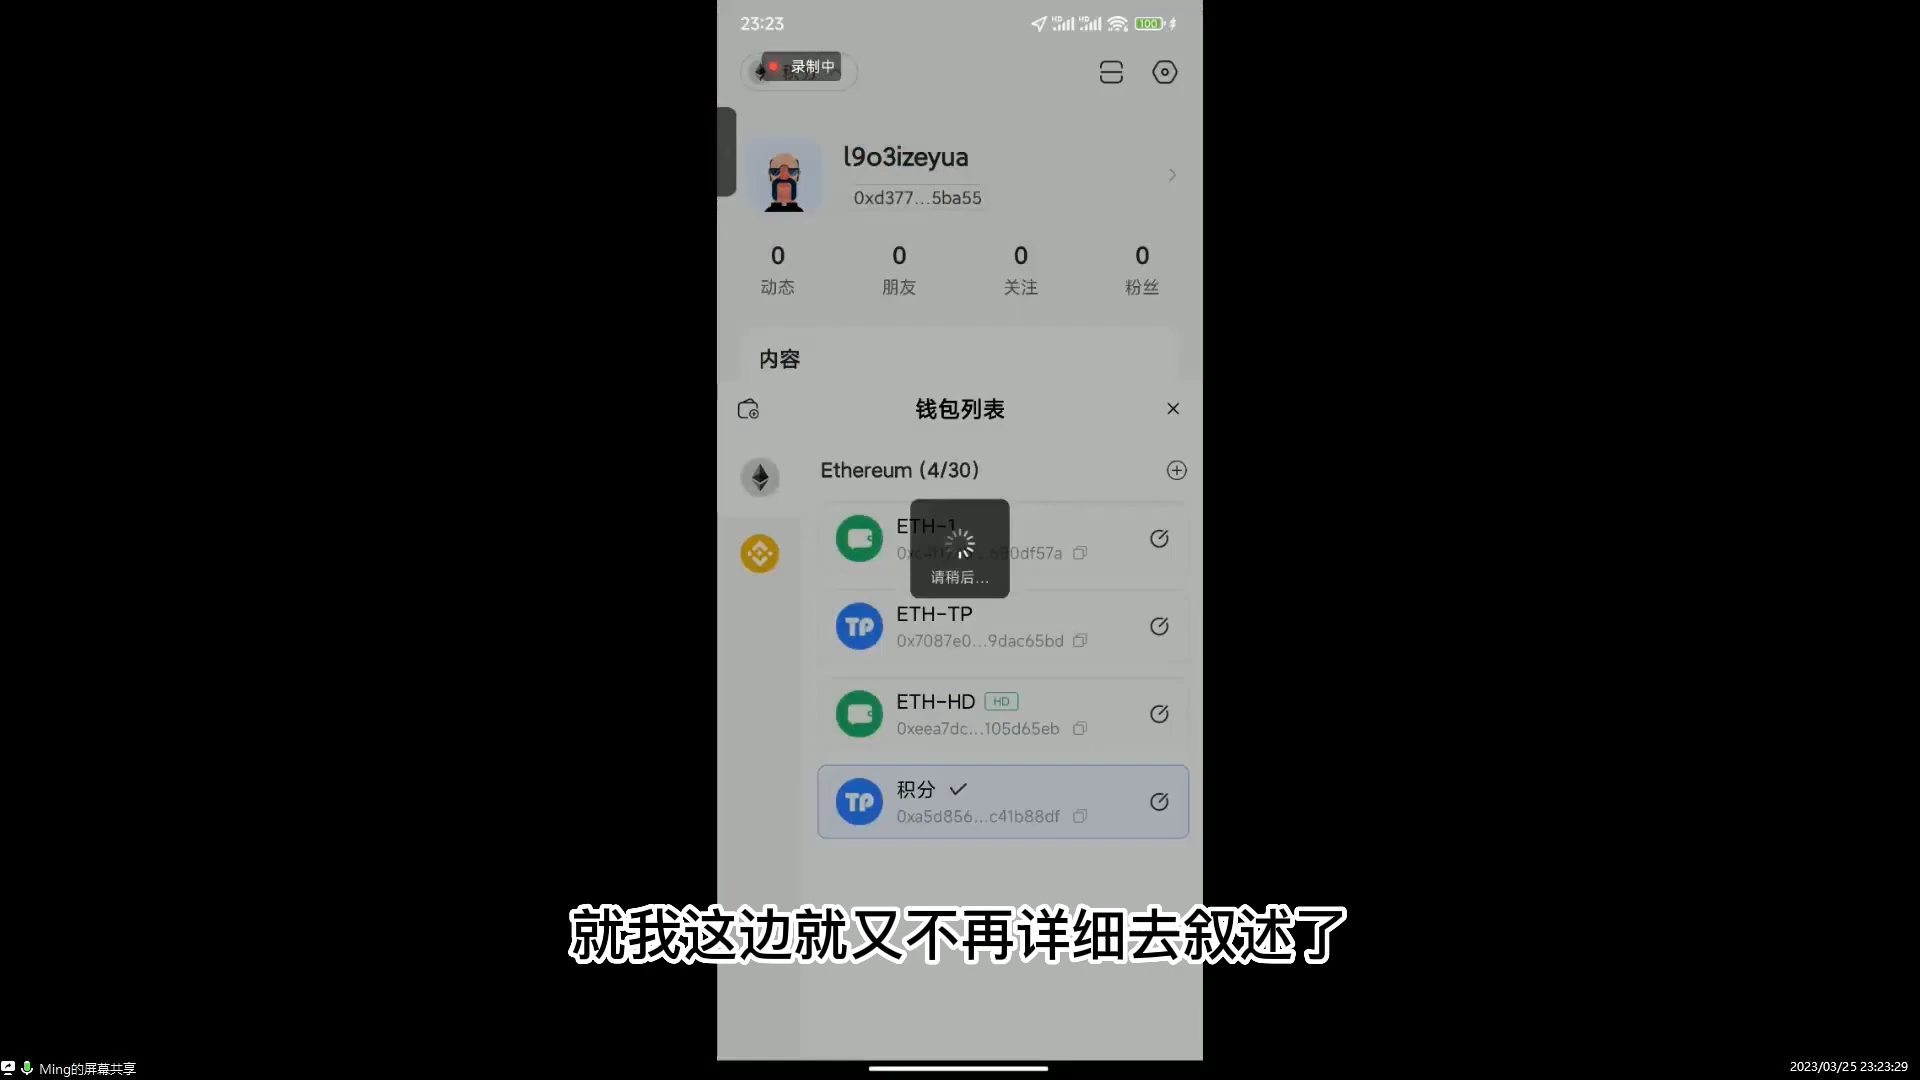 23:23
100
录制中
l9o3izeyua
0xd377...5ba55
0
0
0
0
动态
朋友
关注
粉丝
内容
钱包列表
Ethereum (4/30)
ETH-1
请稍后...
ETH-TP
0x7087e0...9dac65bd
ETH-HD HD
0xeea7dc...105d65eb
积分
0xa5d856...c41b88df
就我这边就又不再详细去叙述了
Ming的屏幕共享
2023/03/25 23:23:29